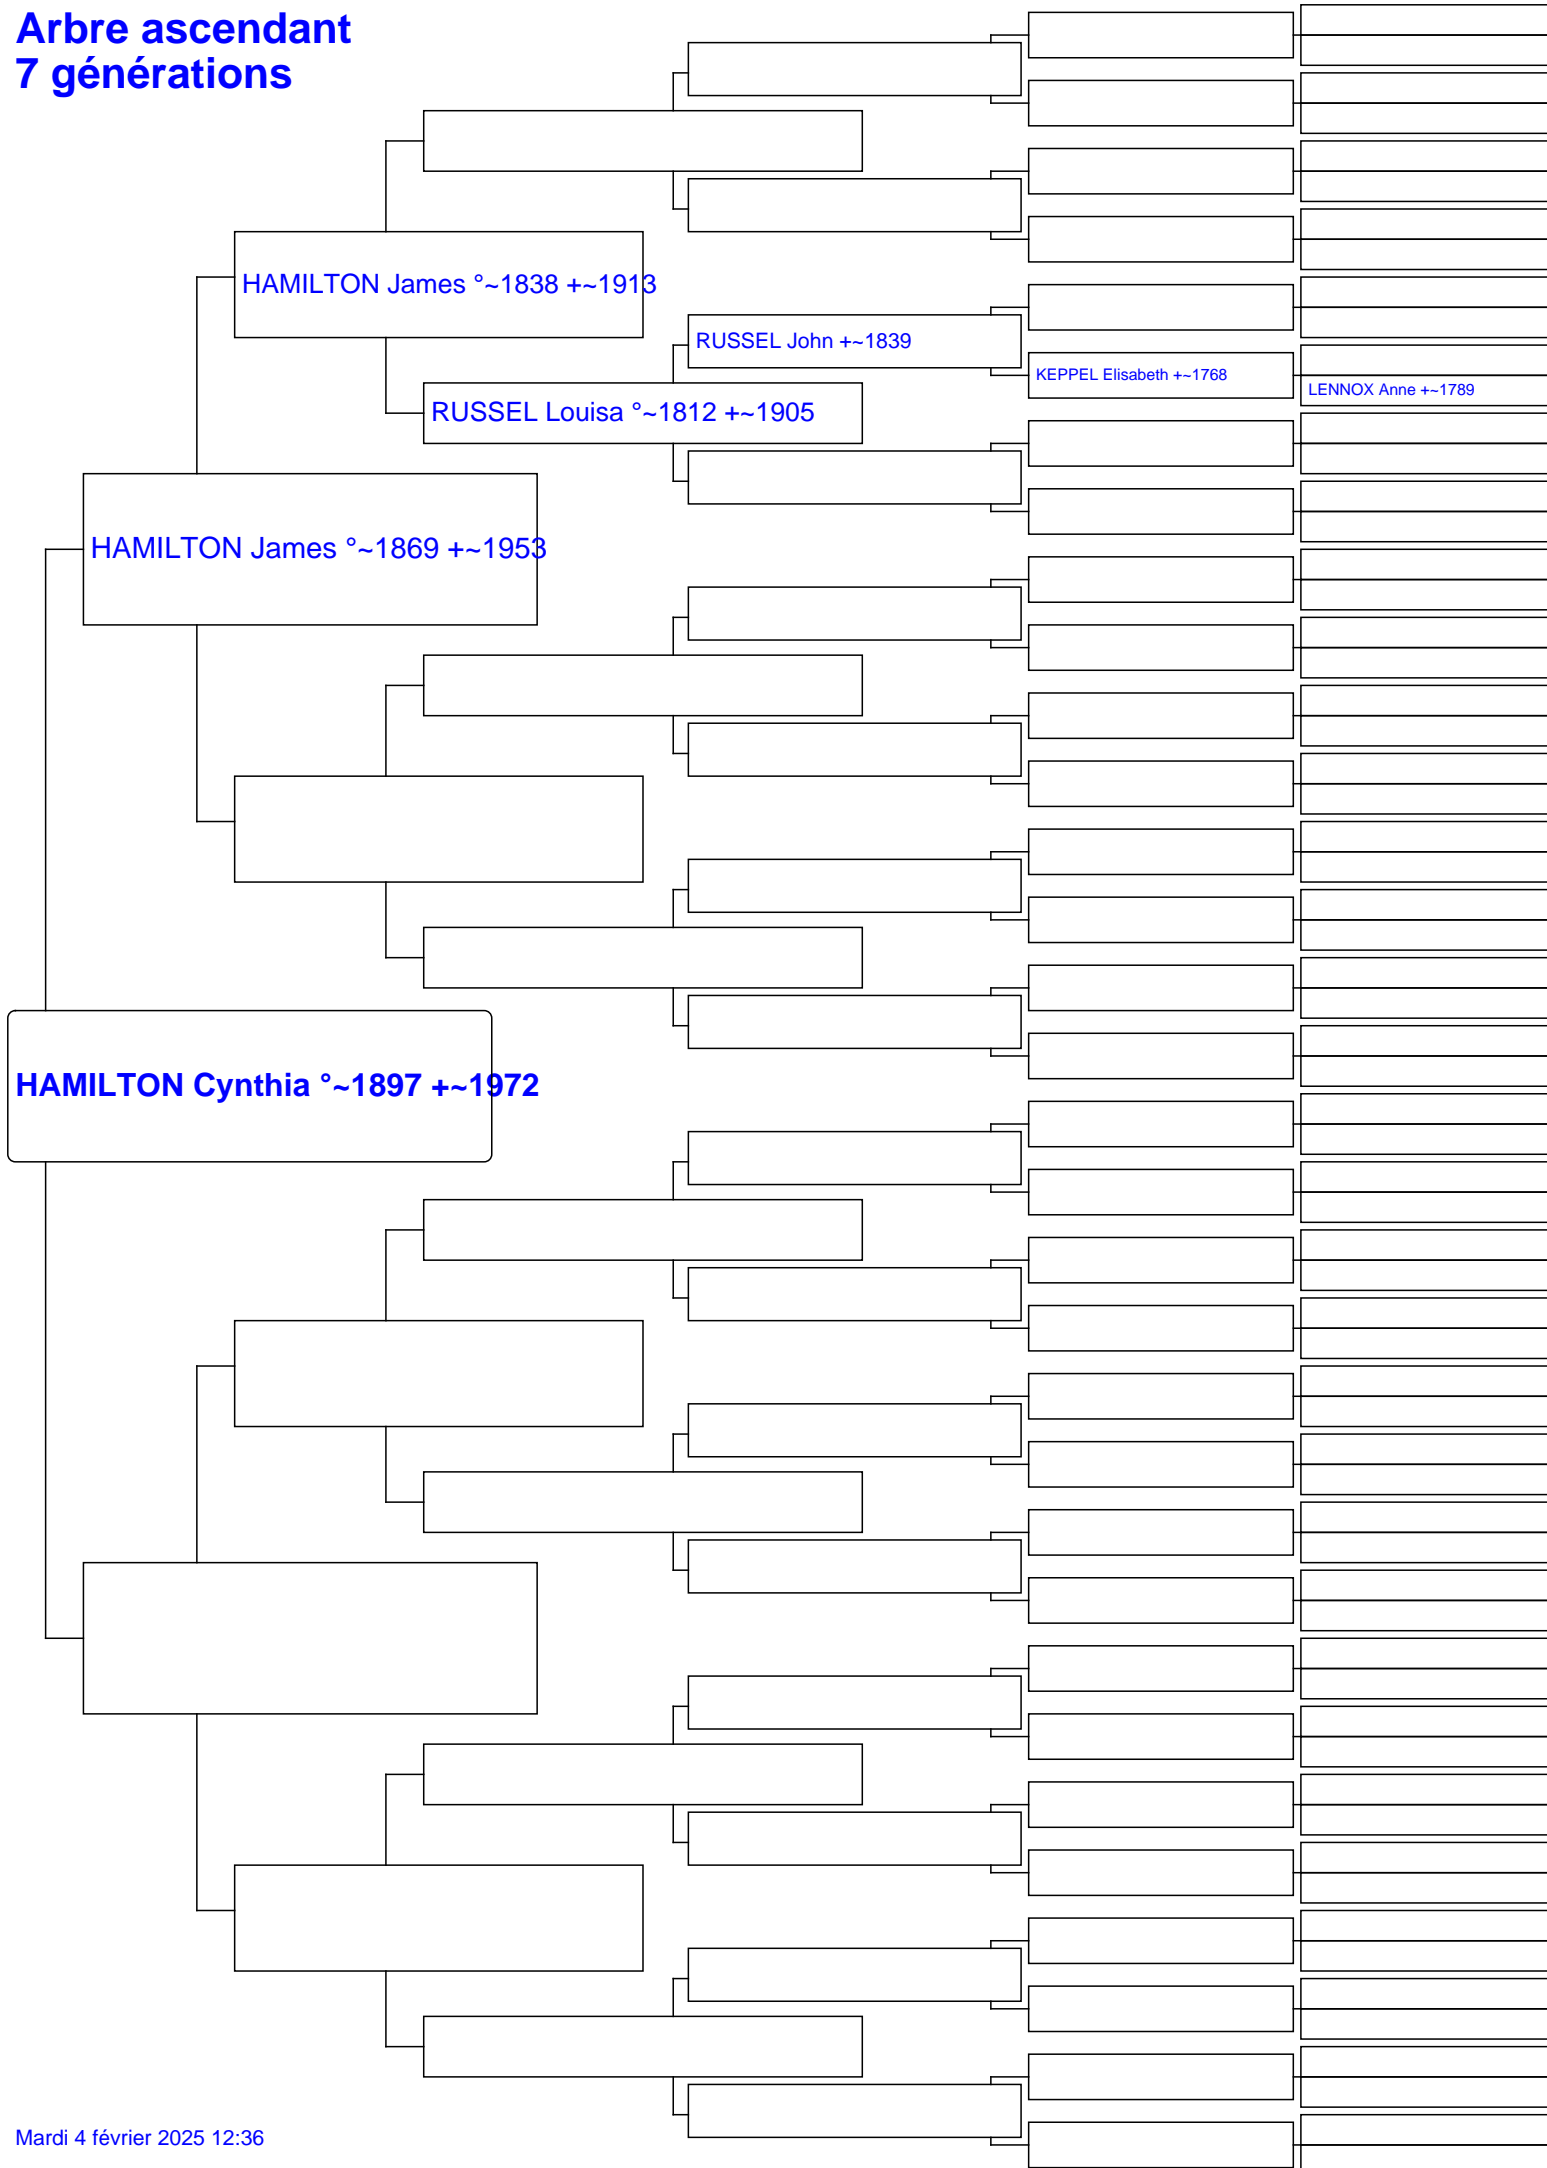 Arbre ascendant
7 générations
HAMILTON James °~1838 +~1913
RUSSEL John +~1839
KEPPEL Elisabeth +~1768
LENNOX Anne +~1789
RUSSEL Louisa °~1812 +~1905
HAMILTON James °~1869 +~1953
HAMILTON Cynthia °~1897 +~1972
Mardi 4 février 2025 12:36